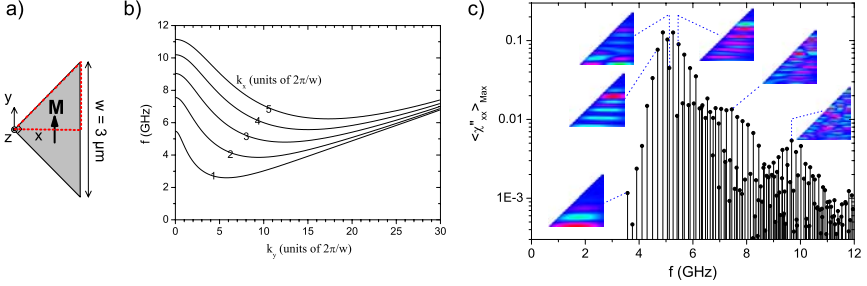 a)
y
z
x
M
w = 3 µm
b)
12
11
10
8
6
4
2
0
f (GHz)
kₓ (units of 2π/w)
5
4
3
2
1
0
5
10
15
20
25
30
k_y (units of 2π/w)
c)
0.1
0.01
1E-3
<χ''ₓₓ>Max
0
2
4
6
8
10
12
f (GHz)